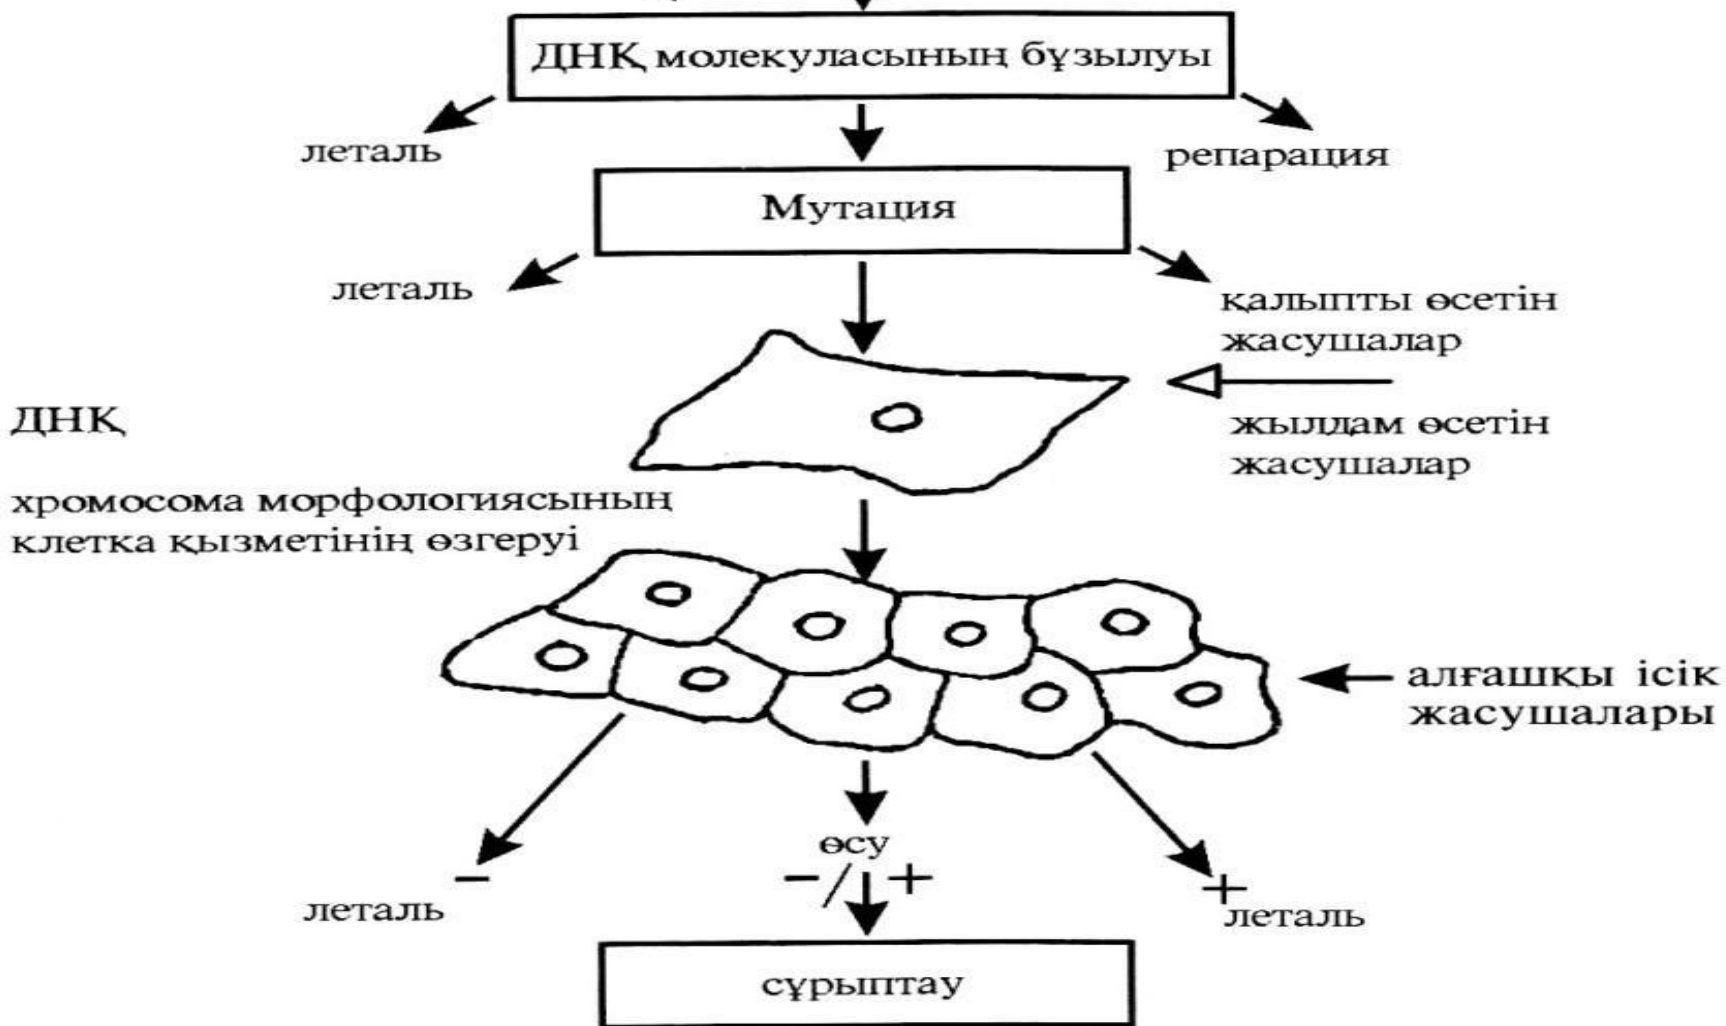 ДНҚ молекуласының бұзылуы
леталь
репарация
Мутация
леталь
қалыпты өсетін
жасушалар
ДНҚ
жылдам өсетін
жасушалар
хромосома морфологиясының
клетка қызметінің өзгеруі
алғашқы ісік
жасушалары
өсу
− −/ + +
леталь
леталь
сұрыптау